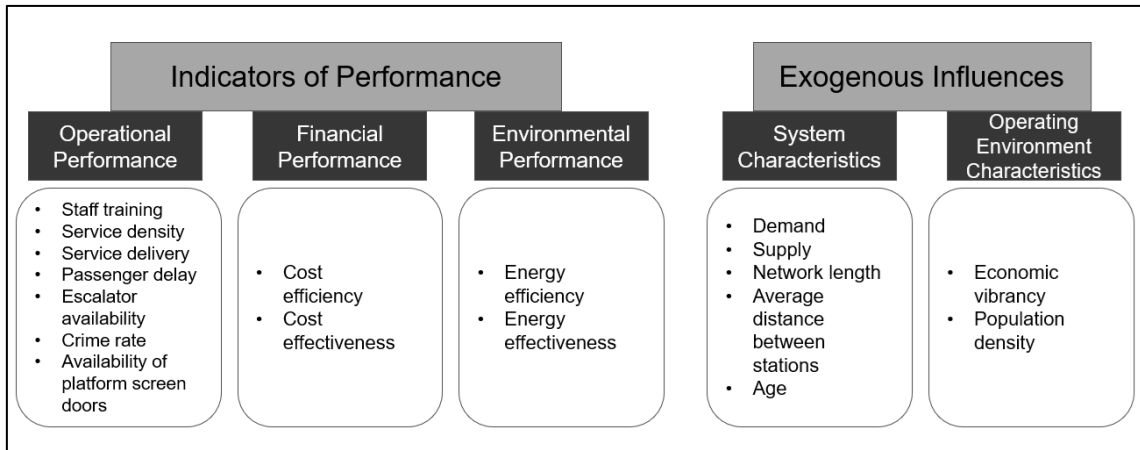 Indicators of Performance
Exogenous Influences
Operational
Performance
Financial
Performance
Environmental
Performance
System
Characteristics
Operating
Environment
Characteristics
• Staff training
• Service density
• Service delivery
• Passenger delay
• Escalator
availability
• Crime rate
• Availability of
platform screen
doors
• Cost
efficiency
• Cost
effectiveness
• Energy
efficiency
• Energy
effectiveness
• Demand
• Supply
• Network length
• Average
distance
between
stations
• Age
• Economic
vibrancy
• Population
density